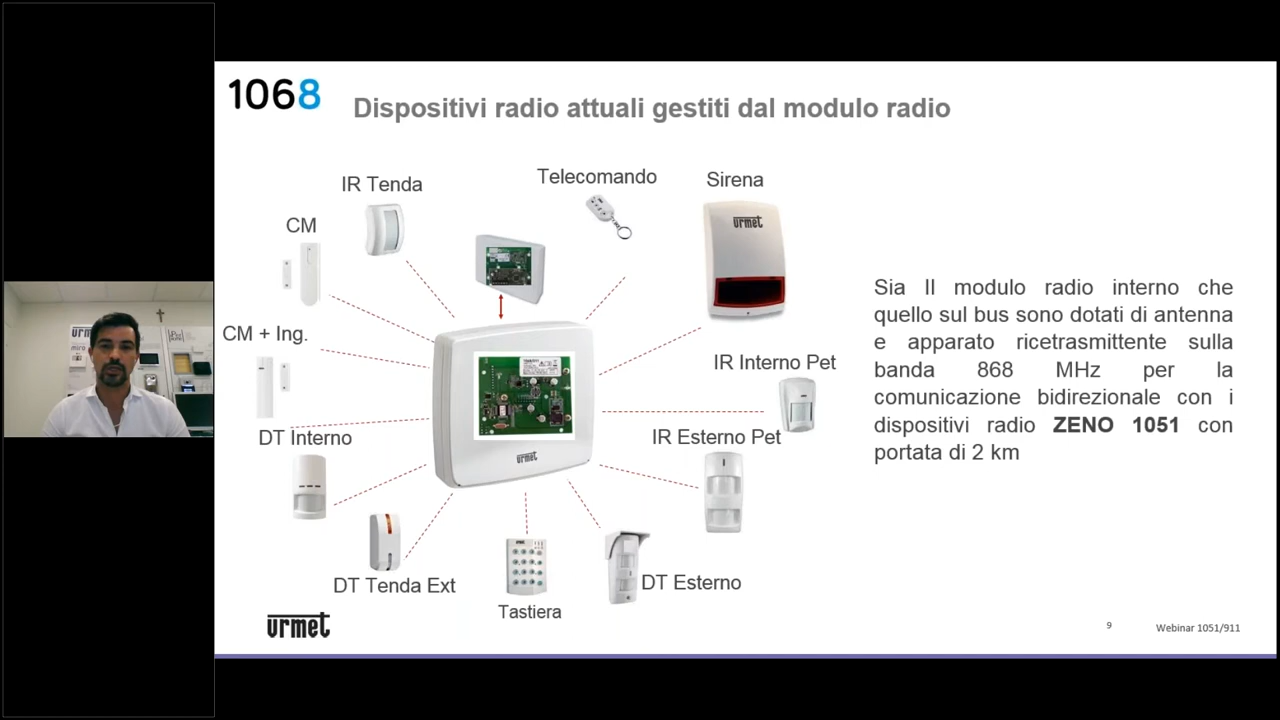 1068
Dispositivi radio attuali gestiti dal modulo radio
IR Tenda
Telecomando
Sirena
CM
urmet
CM + Ing.
IR Interno Pet
DT Interno
IR Esterno Pet
urmet
DT Tenda Ext
Tastiera
DT Esterno
Sia Il modulo radio interno che
quello sul bus sono dotati di antenna
e apparato ricetrasmittente sulla
banda 868 MHz per la
comunicazione bidirezionale con i
dispositivi radio ZENO 1051 con
portata di 2 km
urmet
9
Webinar 1051/911